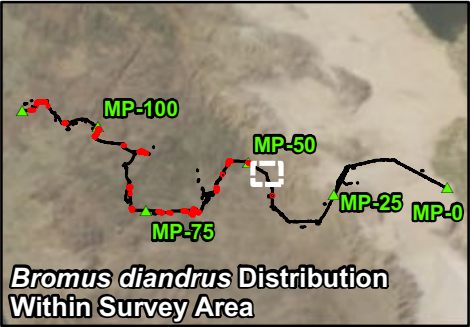 MP-100
MP-50
MP-25
MP-0
MP-75
Bromus diandrus Distribution
Within Survey Area